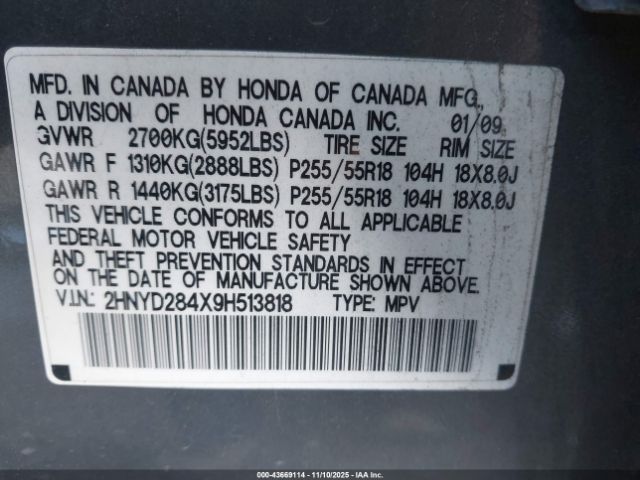 MFD. IN CANADA BY HONDA OF CANADA MFG.,
A DIVISION OF HONDA CANADA INC. 01/09
GVWR 2700KG(5952LBS) TIRE SIZE RIM SIZE
GAWR F 1310KG(2888LBS) P255/55R18 104H 18X8.0J
GAWR R 1440KG(3175LBS) P255/55R18 104H 18X8.0J
THIS VEHICLE CONFORMS TO ALL APPLICABLE
FEDERAL MOTOR VEHICLE SAFETY
AND THEFT PREVENTION STANDARDS IN EFFECT
ON THE DATE OF MANUFACTURE SHOWN ABOVE.
V.I.N.: 2HNYD284X9H513818 TYPE: MPV
000-43669114 - 11/10/2025 - IAA Inc.